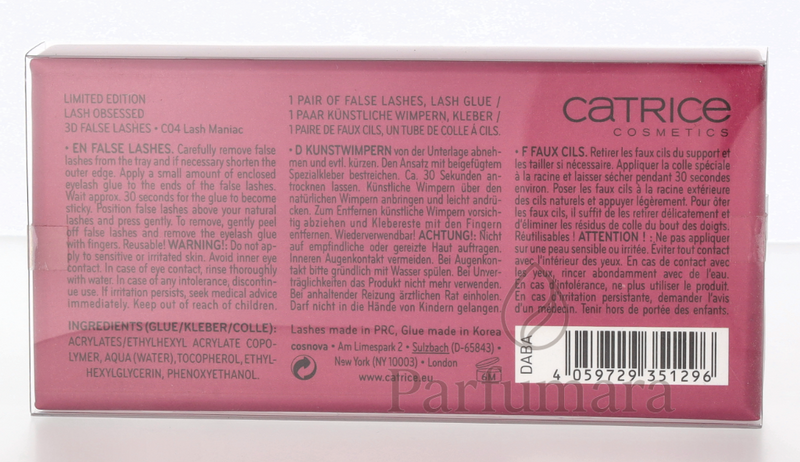 LIMITED EDITION
LASH OBSESSED
3D FALSE LASHES • C04 Lash Maniac
• EN FALSE LASHES. Carefully remove false
lashes from the tray and if necessary shorten the
outer edge. Apply a small amount of enclosed
eyelash glue to the ends of the false lashes.
Wait approx. 30 seconds for the glue to become
sticky. Position false lashes above your natural
lashes and press gently. To remove, gently peel
off false lashes and remove the eyelash glue
with fingers. Reusable! WARNING!: Do not ap-
ply to sensitive or irritated skin. Avoid inner eye
contact. In case of eye contact, rinse thoroughly
with water. In case of any intolerance, discontin-
ue use. If irritation persists, seek medical advice
immediately. Keep out of reach of children.
INGREDIENTS (GLUE/KLEBER/COLLE):
ACRYLATES/ETHYLHEXYL ACRYLATE COPO-
LYMER, AQUA (WATER), TOCOPHEROL, ETHYL-
HEXYLGLYCERIN, PHENOXYETHANOL.
1 PAIR OF FALSE LASHES, LASH GLUE /
1 PAAR KÜNSTLICHE WIMPERN, KLEBER /
1 PAIRE DE FAUX CILS, UN TUBE DE COLLE À CILS.
• D KUNSTWIMPERN von der Unterlage abneh-
men und evtl. kürzen. Den Ansatz mit beigefügtem
Spezialkleber bestreichen. Ca. 30 Sekunden an-
trocknen lassen. Künstliche Wimpern über den
natürlichen Wimpern anbringen und leicht andrü-
cken. Zum Entfernen künstliche Wimpern vorsich-
tig abziehen und Klebereste mit den Fingern
entfernen. Wiederverwendbar! ACHTUNG!: Nicht
auf empfindliche oder gereizte Haut auftragen.
Inneren Augenkontakt vermeiden. Bei Augenkon-
takt bitte gründlich mit Wasser spülen. Bei Unver-
träglichkeiten das Produkt nicht mehr verwenden.
Bei anhaltender Reizung ärztlichen Rat einholen.
Darf nicht in die Hände von Kindern gelangen.
Lashes made in PRC, Glue made in Korea
cosnova • Am Limespark 2 • Sulzbach (D-65843) •
New York (NY 10003) • London
www.catrice.eu
6M
CATRICE
COSMETICS
• F FAUX CILS. Retirer les faux cils du support et
les tailler si nécessaire. Appliquer la colle spéciale
à la racine et laisser sécher pendant 30 secondes
environ. Poser les faux cils à la racine extérieure
des cils naturels et appuyer légèrement. Pour ôter
les faux cils, il suffit de les retirer délicatement et
d'éliminer les résidus de colle du bout des doigts.
Réutilisables ! ATTENTION ! : Ne pas appliquer
sur une peau sensible ou irritée. Éviter tout contact
avec l'intérieur des yeux. En cas de contact avec
les yeux, rincer abondamment avec de l'eau.
En cas d'intolérance, ne plus utiliser le produit.
En cas d'irritation persistante, demander l'avis
d'un médecin. Tenir hors de portée des enfants.
DABA
4 059729 351296
Parfumara